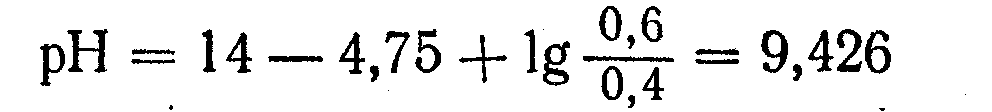 pH = 14 — 4,75 + lg 0,6/0,4 = 9,426